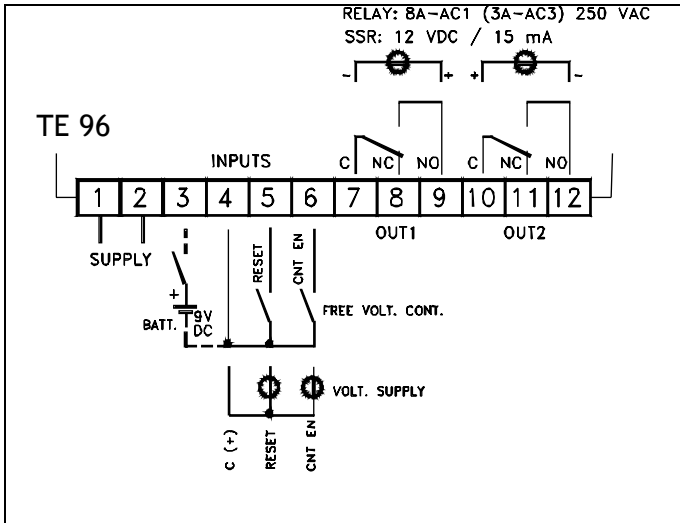 RELAY: 8A-AC1 (3A-AC3) 250 VAC
SSR: 12 VDC / 15 mA
- + + -
TE 96
INPUTS
C NC NO C NC NO
1 2 3 4 5 6 7 8 9 10 11 12
SUPPLY
OUT1 OUT2
RESET
CNT EN
+
BATT.
9V
DC
FREE VOLT. CONT.
VOLT. SUPPLY
C (+)
RESET
CNT EN